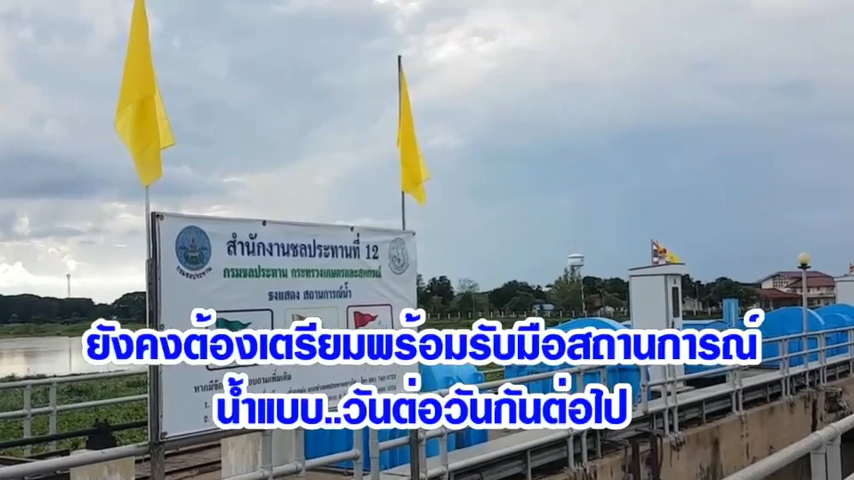 สำนักงานชลประทานที่ 12
กรมชลประทาน กระทรวงเกษตรและสหกรณ์
ธงแสดง สถานการณ์น้ำ
ยังคงต้องเตรียมพร้อมรับมือสถานการณ์
น้ำแบบ..วันต่อวันกันต่อไป